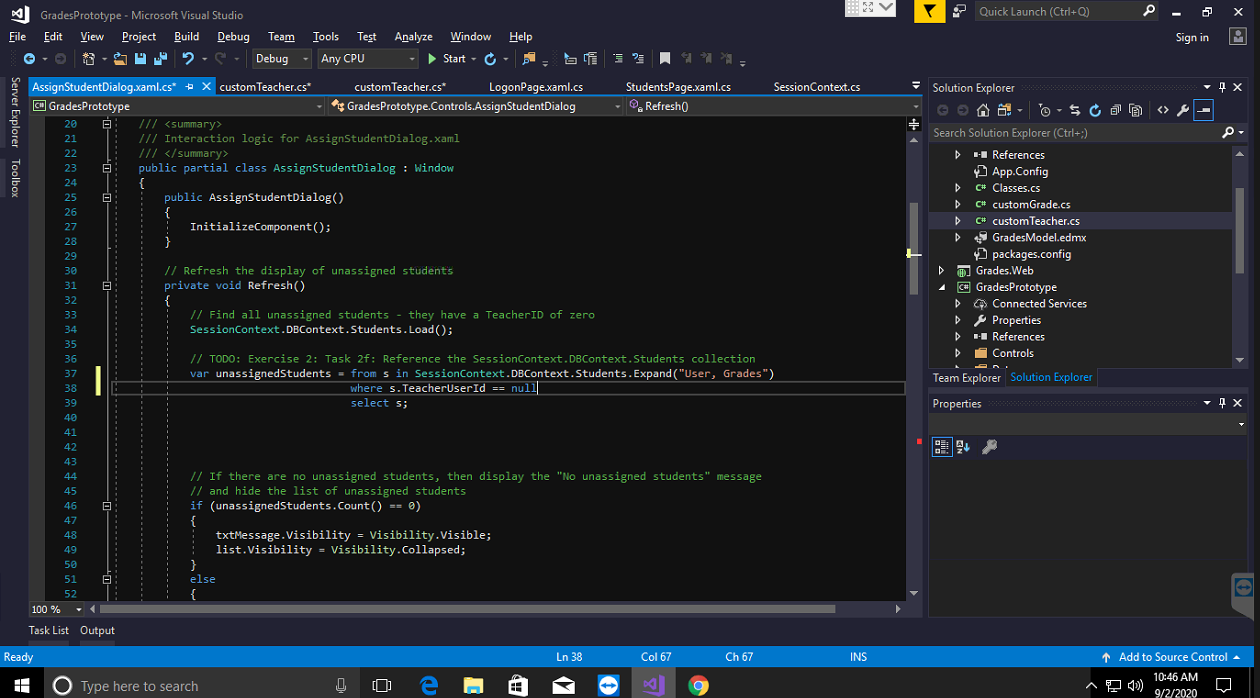 GradesPrototype - Microsoft Visual Studio
Quick Launch (Ctrl+Q)
File Edit View Project Build Debug Team Tools Test Analyze Window Help
Sign in
Debug Any CPU Start
AssignStudentDialog.xaml.cs* customTeacher.cs* customTeacher.cs* LogonPage.xaml.cs StudentsPage.xaml.cs SessionContext.cs
GradesPrototype GradesPrototype.Controls.AssignStudentDialog Refresh()
Server Explorer
Toolbox
20 /// <summary>
21 /// Interaction logic for AssignStudentDialog.xaml
22 /// </summary>
23 public partial class AssignStudentDialog : Window
24 {
25 public AssignStudentDialog()
26 {
27 InitializeComponent();
28 }
29
30 // Refresh the display of unassigned students
31 private void Refresh()
32 {
33 // Find all unassigned students - they have a TeacherID of zero
34 SessionContext.DBContext.Students.Load();
35
36 // TODO: Exercise 2: Task 2f: Reference the SessionContext.DBContext.Students collection
37 var unassignedStudents = from s in SessionContext.DBContext.Students.Expand("User, Grades")
38 where s.TeacherUserId == null
39 select s;
40
41
42
43
44 // If there are no unassigned students, then display the "No unassigned students" message
45 // and hide the list of unassigned students
46 if (unassignedStudents.Count() == 0)
47 {
48 txtMessage.Visibility = Visibility.Visible;
49 list.Visibility = Visibility.Collapsed;
50 }
51 else
52 {
100 %
Solution Explorer
Search Solution Explorer (Ctrl+;)
References
App.Config
C# Classes.cs
C# customGrade.cs
C# customTeacher.cs
GradesModel.edmx
packages.config
Grades.Web
C# GradesPrototype
Connected Services
Properties
References
Controls
Team Explorer Solution Explorer
Properties
Task List Output
Ready Ln 38 Col 67 Ch 67 INS Add to Source Control
Type here to search
10:46 AM
9/2/2020